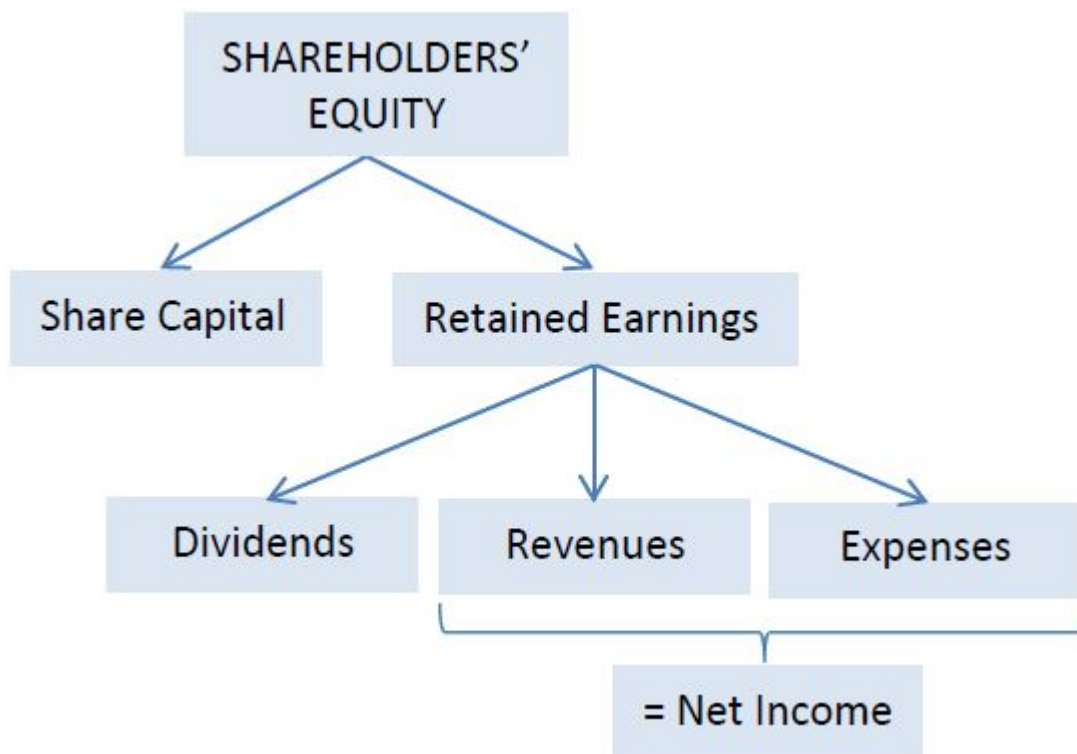 SHAREHOLDERS’
EQUITY
Share Capital
Retained Earnings
Dividends
Revenues
Expenses
= Net Income